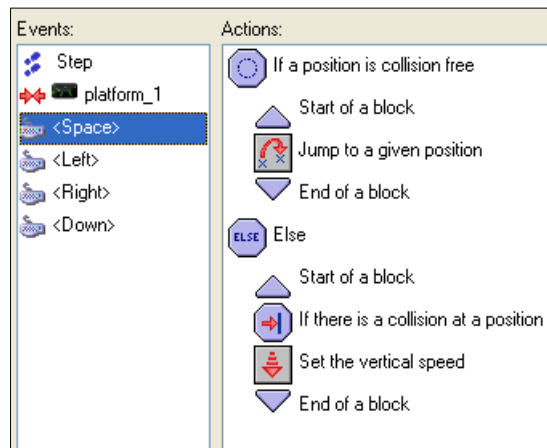 Events:
Step
platform_1
<Space>
<Left>
<Right>
<Down>
Actions:
If a position is collision free
Start of a block
Jump to a given position
End of a block
ELSE Else
Start of a block
If there is a collision at a position
Set the vertical speed
End of a block